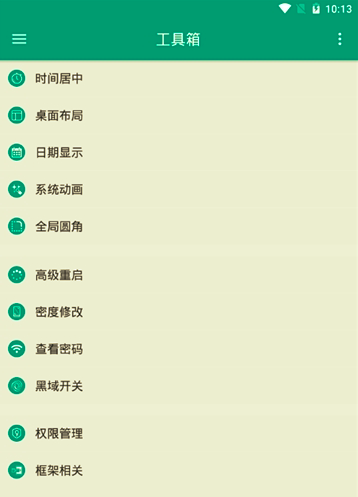 10:13
工具箱
时间居中
桌面布局
日期显示
系统动画
全局圆角
高级重启
密度修改
查看密码
黑域开关
权限管理
框架相关